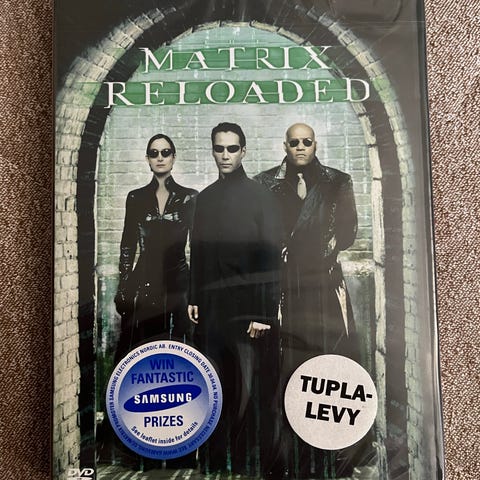 MATRIX
RELOADED
WIN
FANTASTIC
SAMSUNG
PRIZES
See leaflet inside for details
TUPLA-
LEVY
DVD